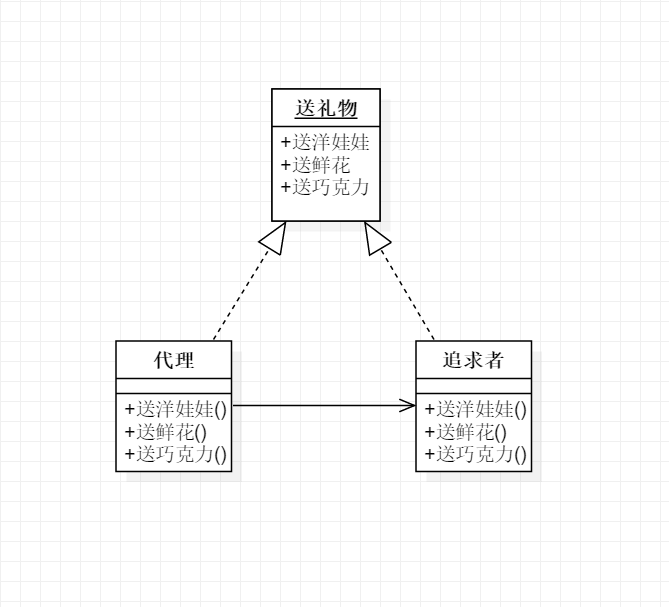 送礼物
+送洋娃娃
+送鲜花
+送巧克力
代理
+送洋娃娃()
+送鲜花()
+送巧克力()
追求者
+送洋娃娃()
+送鲜花()
+送巧克力()